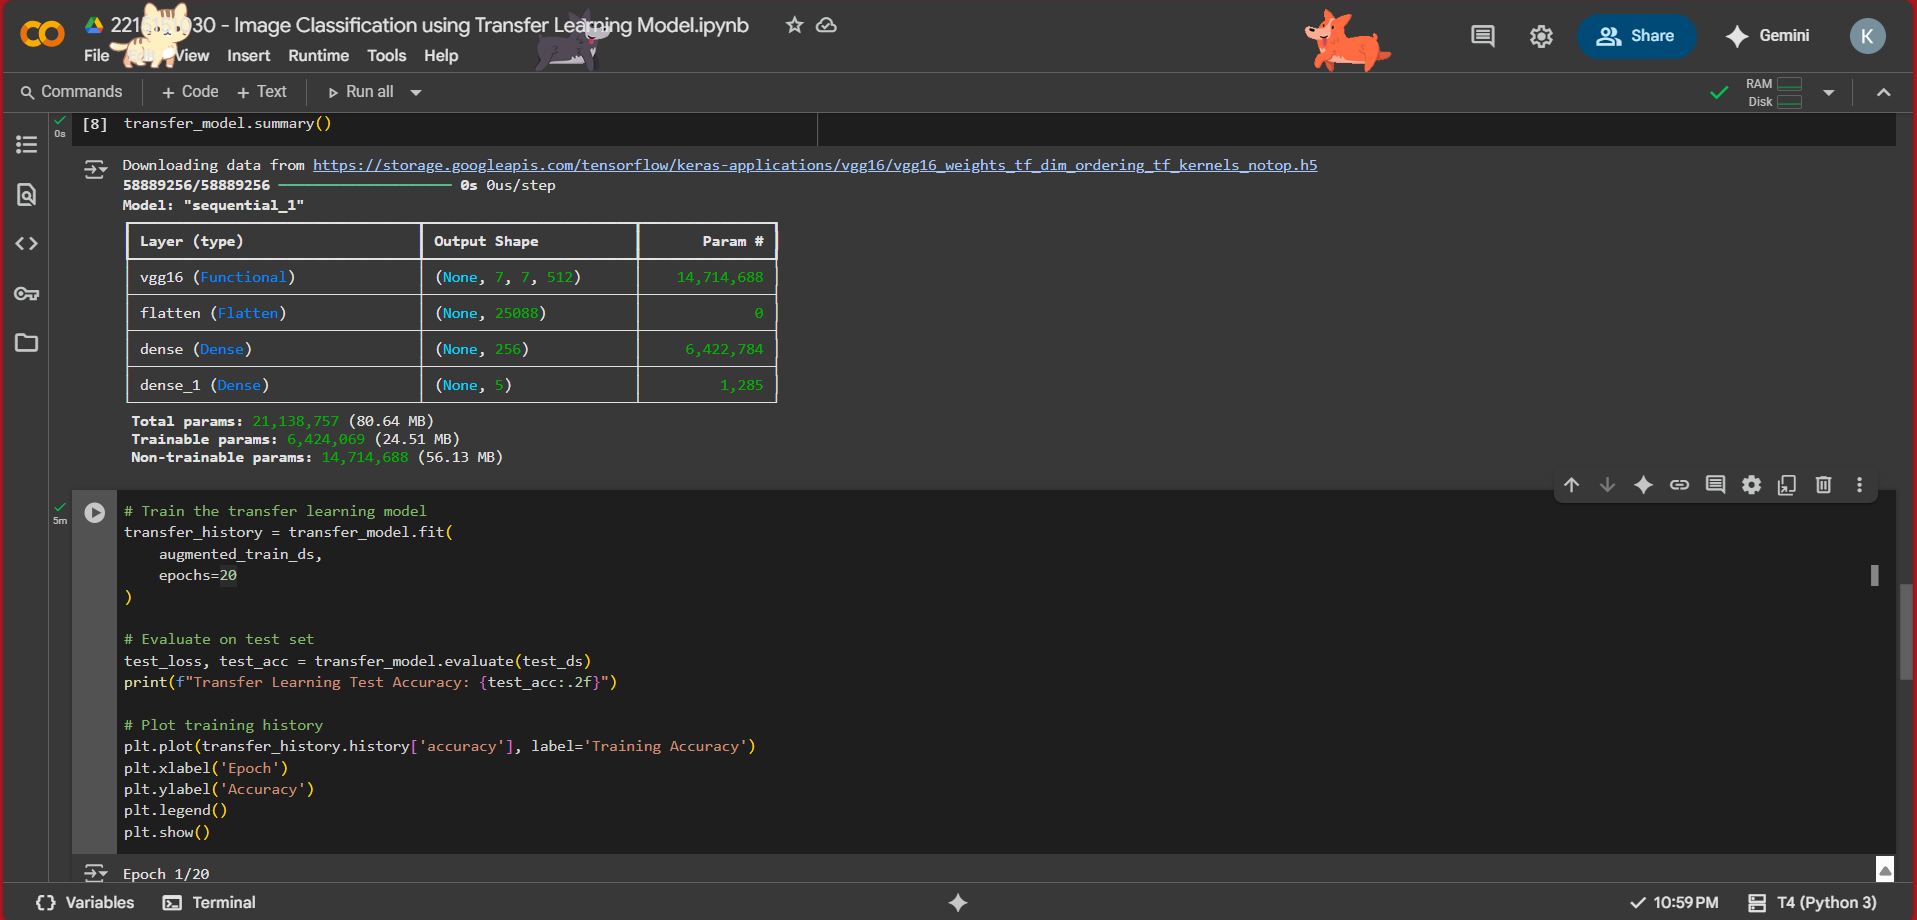 - Image Classification using Transfer Learning Model.ipynb
File View Insert Runtime Tools Help
Share
Gemini
K
Commands + Code + Text Run all
RAM
Disk
0s
[8] transfer_model.summary()
Downloading data from https://storage.googleapis.com/tensorflow/keras-applications/vgg16/vgg16_weights_tf_dim_ordering_tf_kernels_notop.h5
58889256/58889256 0s 0us/step
Model: "sequential_1"
Layer (type) Output Shape Param #
vgg16 (Functional) (None, 7, 7, 512) 14,714,688
flatten (Flatten) (None, 25088) 0
dense (Dense) (None, 256) 6,422,784
dense_1 (Dense) (None, 5) 1,285
Total params: 21,138,757 (80.64 MB)
Trainable params: 6,424,069 (24.51 MB)
Non-trainable params: 14,714,688 (56.13 MB)
5m
# Train the transfer learning model
transfer_history = transfer_model.fit(
augmented_train_ds,
epochs=20
)
# Evaluate on test set
test_loss, test_acc = transfer_model.evaluate(test_ds)
print(f"Transfer Learning Test Accuracy: {test_acc:.2f}")
# Plot training history
plt.plot(transfer_history.history['accuracy'], label='Training Accuracy')
plt.xlabel('Epoch')
plt.ylabel('Accuracy')
plt.legend()
plt.show()
Epoch 1/20
Variables Terminal
10:59 PM T4 (Python 3)